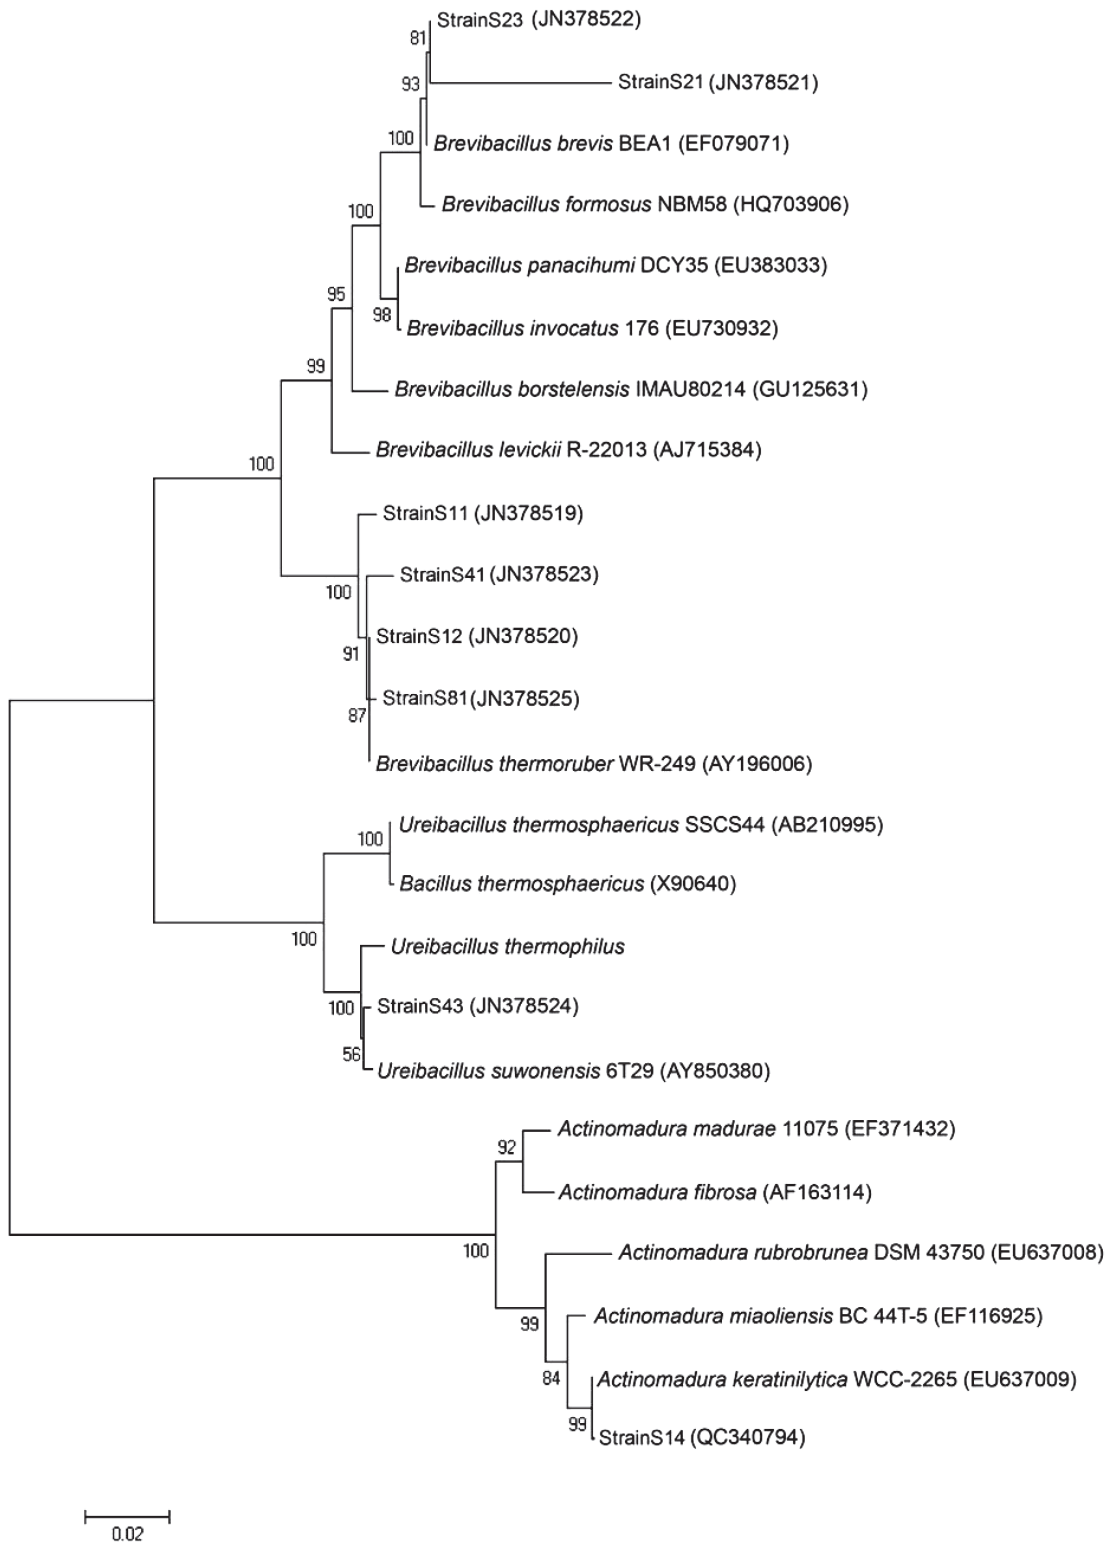 StrainS23 (JN378522)
81
StrainS21 (JN378521)
93
100
Brevibacillus brevis BEA1 (EF079071)
Brevibacillus formosus NBM58 (HQ703906)
100
Brevibacillus panacihumi DCY35 (EU383033)
95
98
Brevibacillus invocatus 176 (EU730932)
99
Brevibacillus borstelensis IMAU80214 (GU125631)
Brevibacillus levickii R-22013 (AJ715384)
100
StrainS11 (JN378519)
StrainS41 (JN378523)
100
StrainS12 (JN378520)
91
StrainS81 (JN378525)
87
Brevibacillus thermoruber WR-249 (AY196006)
Ureibacillus thermosphaericus SSCS44 (AB210995)
100
Bacillus thermosphaericus (X90640)
100
Ureibacillus thermophilus
100
StrainS43 (JN378524)
56
Ureibacillus suwonensis 6T29 (AY850380)
Actinomadura madurae 11075 (EF371432)
92
Actinomadura fibrosa (AF163114)
100
Actinomadura rubrobrunea DSM 43750 (EU637008)
99
Actinomadura miaoliensis BC 44T-5 (EF116925)
84
Actinomadura keratinilytica WCC-2265 (EU637009)
99
StrainS14 (QC340794)
0.02